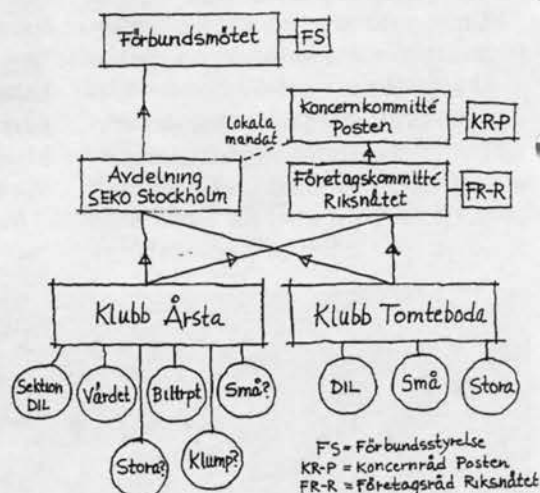 Förbundsmötet
FS
Koncernkommitté
Posten
KR-P
Lokala
mandat
Avdelning
SEKO Stockholm
Företagskommitté
Riksnätet
FR-R
Klubb Årsta
Klubb Tomteboda
Sektion
DIL
Värdet
Biltrpt
Små?
Stora?
Klump?
DIL
Små
Stora
FS = Förbundsstyrelse
KR-P = Koncernråd Posten
FR-R = Företagsråd Riksnätet